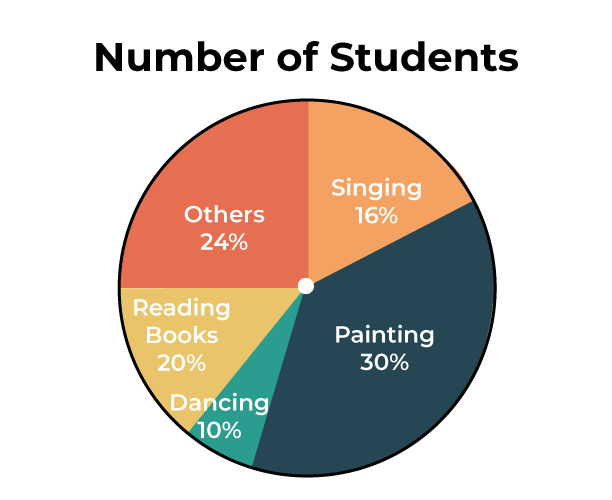 Number of Students
Singing
16%
Others
24%
Reading
Books
20%
Painting
30%
Dancing
10%